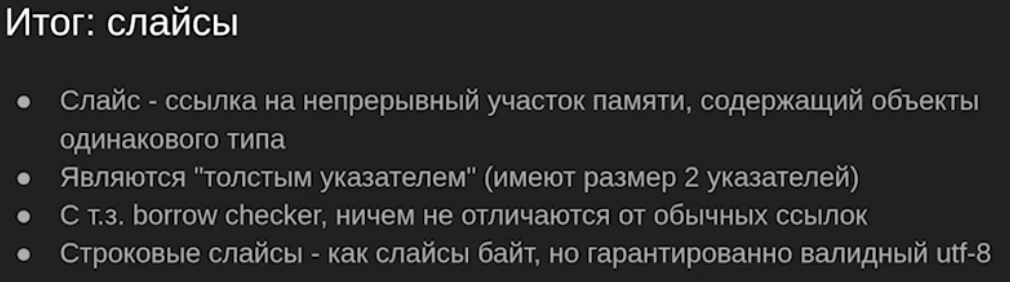 Итог: слайсы
● Слайс - ссылка на непрерывный участок памяти, содержащий объекты
одинакового типа
● Являются "толстым указателем" (имеют размер 2 указателей)
● С т.з. borrow checker, ничем не отличаются от обычных ссылок
● Строковые слайсы - как слайсы байт, но гарантированно валидный utf-8